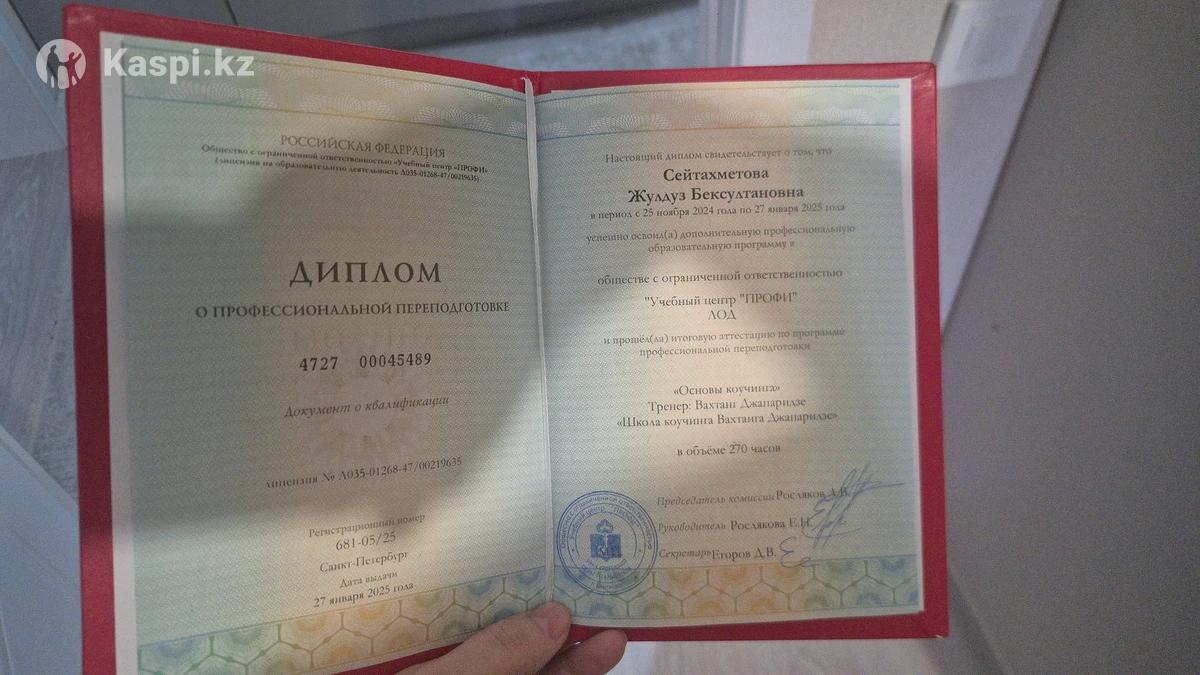 Kaspi.kz
РОССИЙСКАЯ ФЕДЕРАЦИЯ
Общество с ограниченной ответственностью «Учебный центр «ПРОФИ»
(лицензия на образовательную деятельность Л035-01268-47/00219635)
ДИПЛОМ
О ПРОФЕССИОНАЛЬНОЙ ПЕРЕПОДГОТОВКЕ
4727 00045489
Документ о квалификации
лицензия № Л035-01268-47/00219635
Регистрационный номер
681-05/25
Санкт-Петербург
Дата выдачи
27 января 2025 года
Настоящий диплом свидетельствует о том, что
Сейтахметова
Жулдуз Бексултановна
в период с 25 ноября 2024 года по 27 января 2025 года
успешно освоил(а) дополнительную профессиональную
образовательную программу в
обществе с ограниченной ответственностью
"Учебный центр "ПРОФИ"
ЛОД
и прошёл(ла) итоговую аттестацию по программе
профессиональной переподготовки
«Основы коучинга»
Тренер: Вахтанг Джапаридзе
«Школа коучинга Вахтанга Джапаридзе»
в объёме 270 часов
Председатель комиссии Росляков А.В.
Руководитель Рослякова Е.Н.
Секретарь Егоров Д.В.